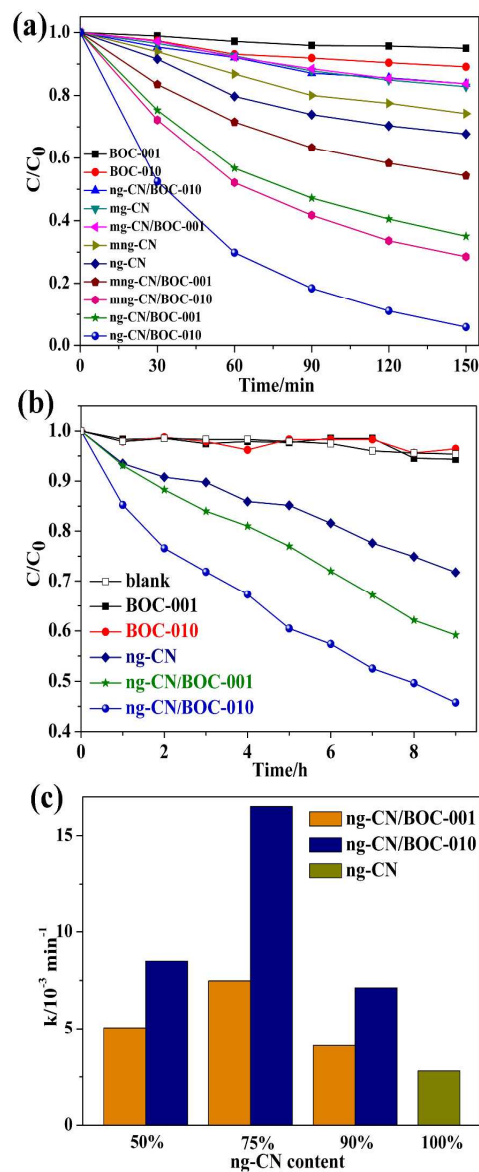 (a)
C/C0
1.0
0.8
0.6
0.4
0.2
0.0
BOC-001
BOC-010
ng-CN/BOC-010
mg-CN
mg-CN/BOC-001
mng-CN
ng-CN
mng-CN/BOC-001
mng-CN/BOC-010
ng-CN/BOC-001
ng-CN/BOC-010
0 30 60 90 120 150
Time/min
(b)
C/C0
1.0
0.9
0.8
0.7
0.6
0.5
0.4
blank
BOC-001
BOC-010
ng-CN
ng-CN/BOC-001
ng-CN/BOC-010
0 2 4 6 8
Time/h
(c)
k/10-3 min-1
15
10
5
0
ng-CN/BOC-001
ng-CN/BOC-010
ng-CN
50% 75% 90% 100%
ng-CN content